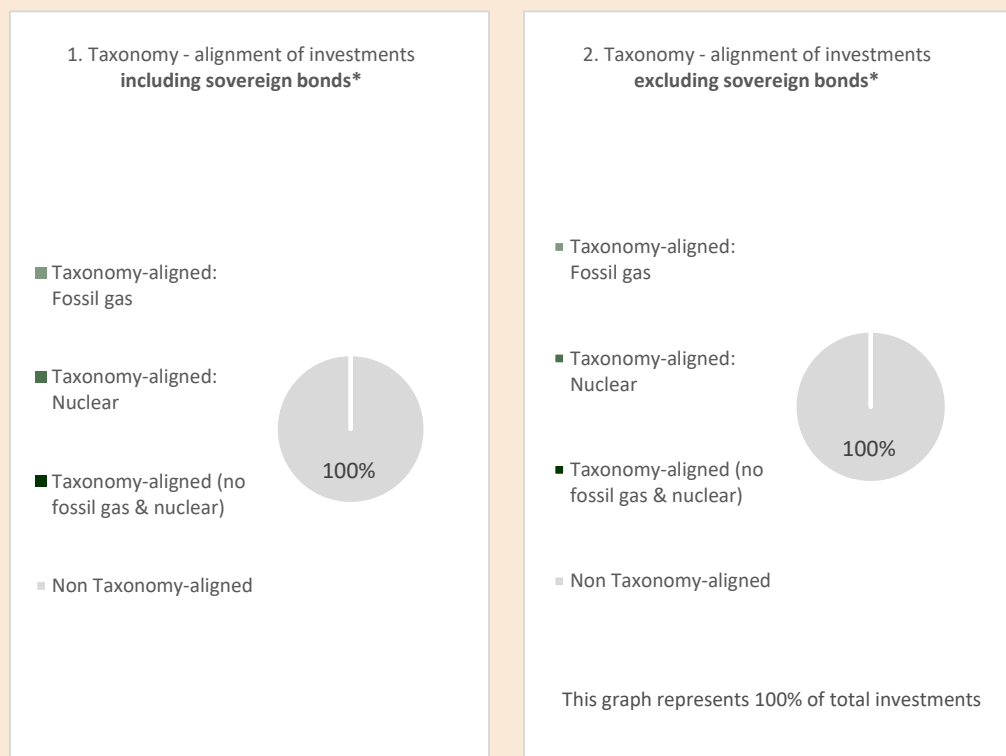 1. Taxonomy - alignment of investments
including sovereign bonds*
Taxonomy-aligned:
Fossil gas
Taxonomy-aligned:
Nuclear
Taxonomy-aligned (no
fossil gas & nuclear)
Non Taxonomy-aligned
100%
2. Taxonomy - alignment of investments
excluding sovereign bonds*
Taxonomy-aligned:
Fossil gas
Taxonomy-aligned:
Nuclear
Taxonomy-aligned (no
fossil gas & nuclear)
Non Taxonomy-aligned
100%
This graph represents 100% of total investments